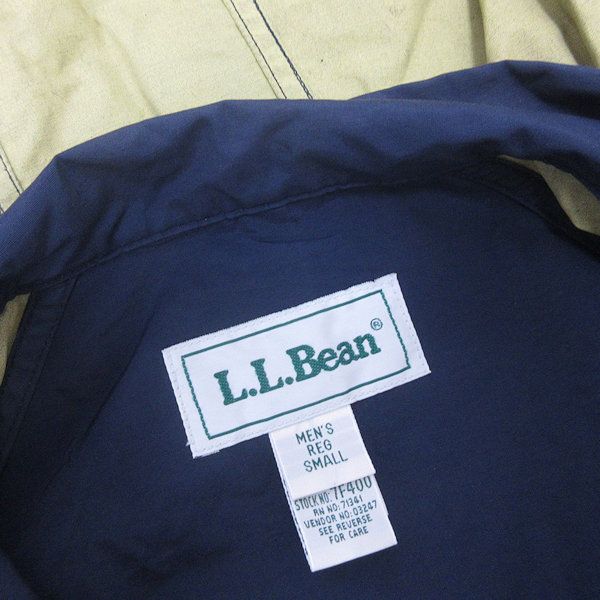 L.L.Bean®
MEN'S
REG
SMALL
STOCK NO: 7F400
RN NO: 71341
VENDOR NO: 03247
SEE REVERSE
FOR CARE